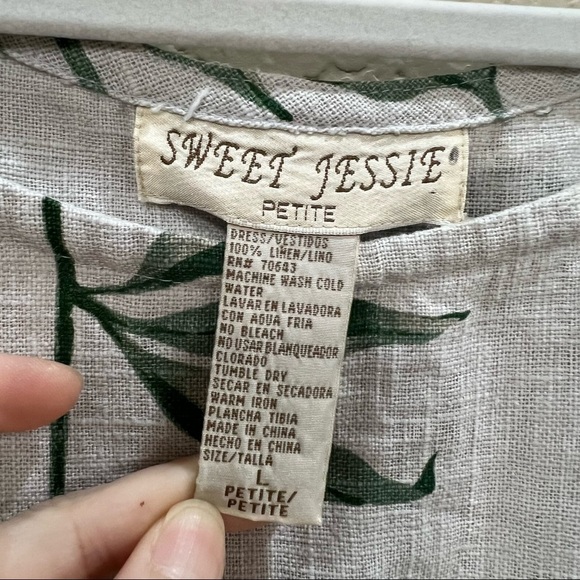 SWEET JESSIE
PETITE
DRESS/VESTIDOS
100% LINEN/LINO
RN# 70643
MACHINE WASH COLD
WATER
LAVAR EN LAVADORA
CON AGUA FRIA
NO BLEACH
NO USAR BLANQUEADOR
CLORADO
TUMBLE DRY
SECAR EN SECADORA
WARM IRON
PLANCHA TIBIA
MADE IN CHINA
HECHO EN CHINA
SIZE/TALLA
L
PETITE/
PETITE